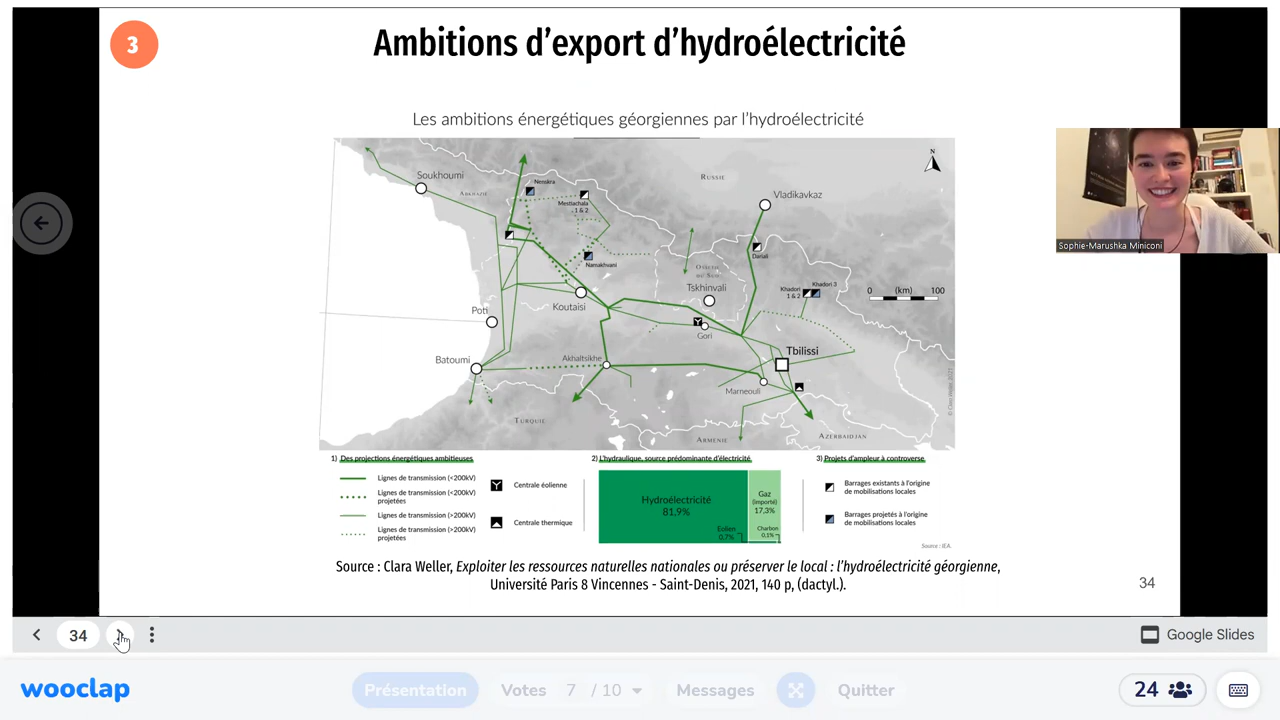 3
Ambitions d’export d’hydroélectricité
Les ambitions énergétiques géorgiennes par l’hydroélectricité
N
Soukhoumi
Abkhazie
Nenskra
Mestiachala
1 & 2
Russie
Vladikavkaz
Namakhvani
Dariali
Ossétie
du Sud
Khadori
1 & 2
Khadori 3
0 (km) 100
Tskhinvali
Koutaisi
Poti
Gori
Tbilissi
Batoumi
Akhaltsikhe
Marneouli
Turquie
Arménie
Azerbaïdjan
© Clara Weller, 2021
1) Des projections énergétiques ambitieuses
Lignes de transmission (<200kV)
Lignes de transmission (<200kV)
projetées
Lignes de transmission (>200kV)
Lignes de transmission (>200kV)
projetées
Centrale éolienne
Centrale thermique
2) L’hydraulique, source prédominante d’électricité
Hydroélectricité
81,9%
Gaz
(importé)
17,3%
Eolien
0,7%
Charbon
0,1%
3) Projets d’ampleur à controverse
Barrages existants à l’origine
de mobilisations locales
Barrages projetés à l’origine
de mobilisations locales
Source : IEA.
Source : Clara Weller, Exploiter les ressources naturelles nationales ou préserver le local : l’hydroélectricité géorgienne,
Université Paris 8 Vincennes - Saint-Denis, 2021, 140 p, (dactyl.).
34
Sophie-Marushka Miniconi
34
Google Slides
wooclap
Présentation
Votes 7 / 10
Messages
Quitter
24